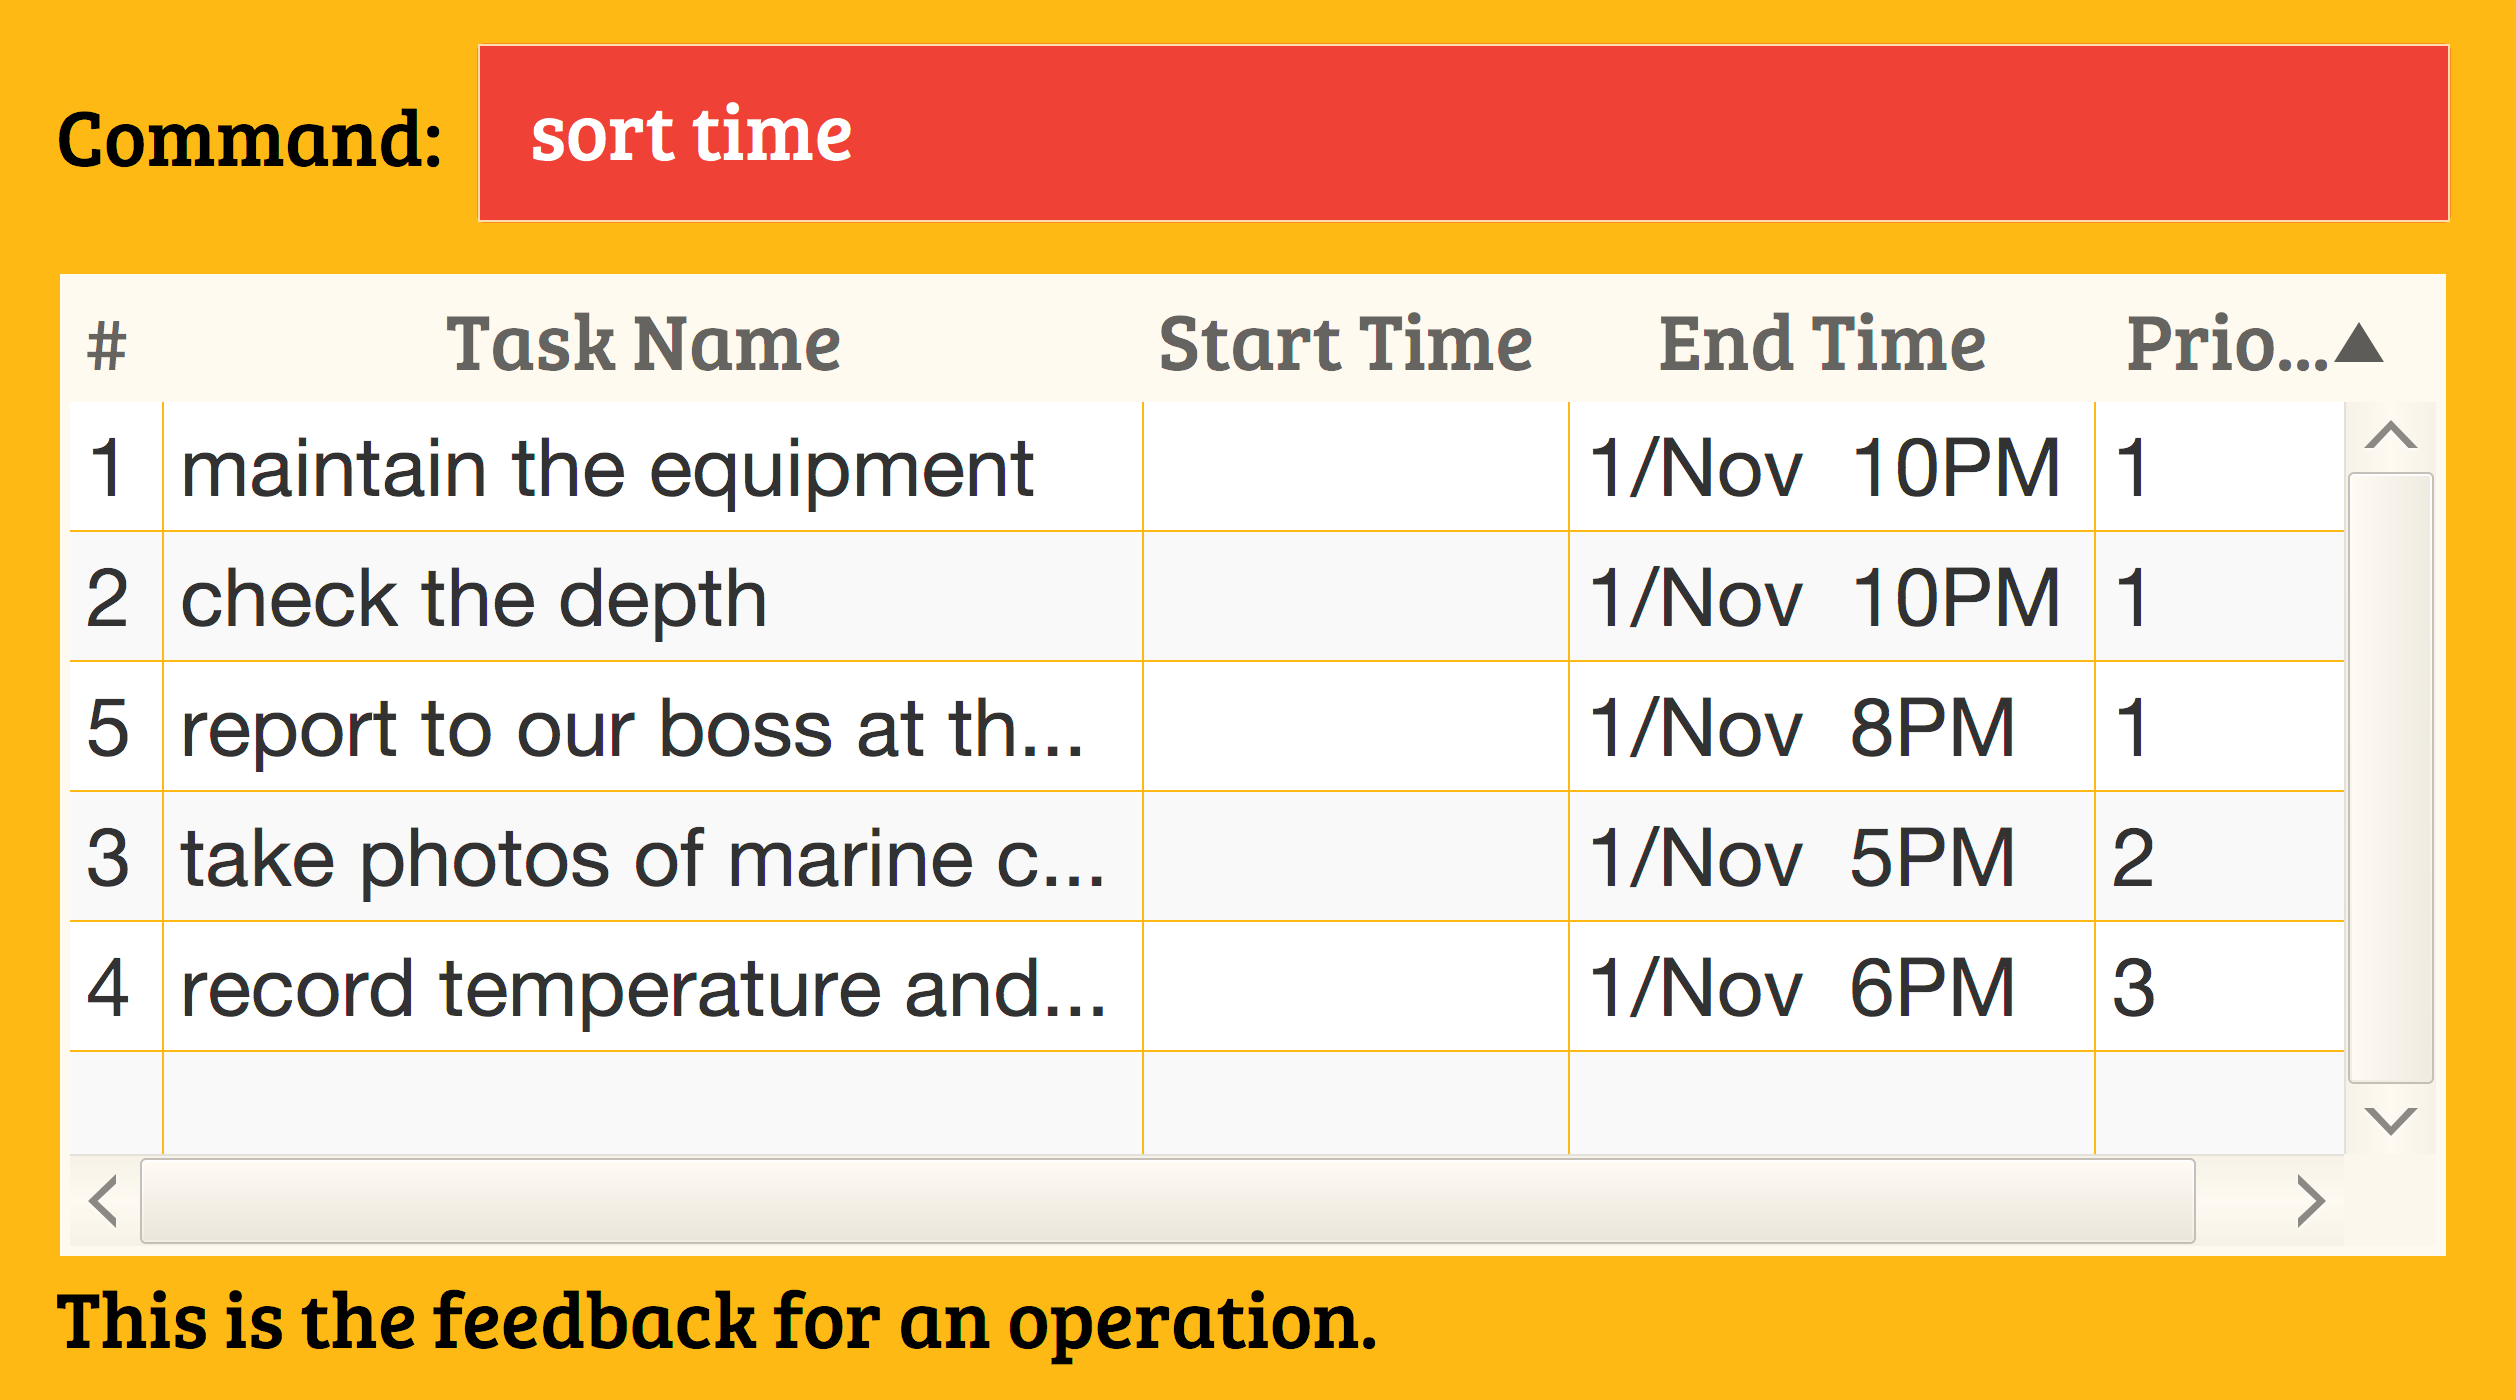 Command: sort time
# Task Name Start Time End Time Prio...▲
1 maintain the equipment 1/Nov 10PM 1
2 check the depth 1/Nov 10PM 1
5 report to our boss at th... 1/Nov 8PM 1
3 take photos of marine c... 1/Nov 5PM 2
4 record temperature and... 1/Nov 6PM 3
This is the feedback for an operation.